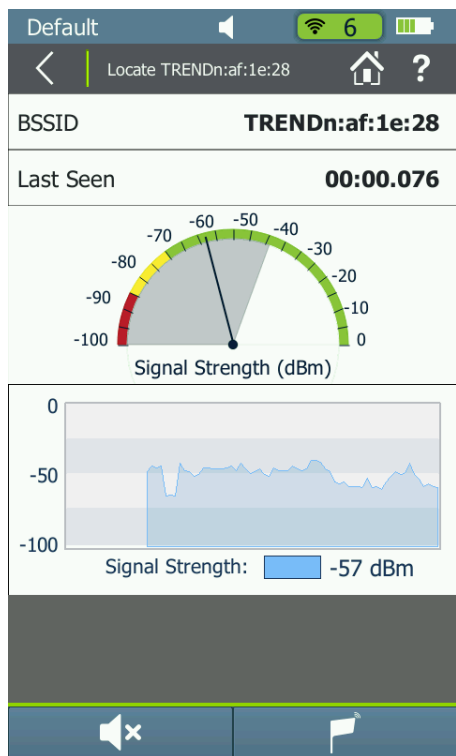 Default 6
Locate TRENDn:af:1e:28 ?
BSSID TRENDn:af:1e:28
Last Seen 00:00.076
-100 -90 -80 -70 -60 -50 -40 -30 -20 -10 0
Signal Strength (dBm)
0
-50
-100
Signal Strength: -57 dBm